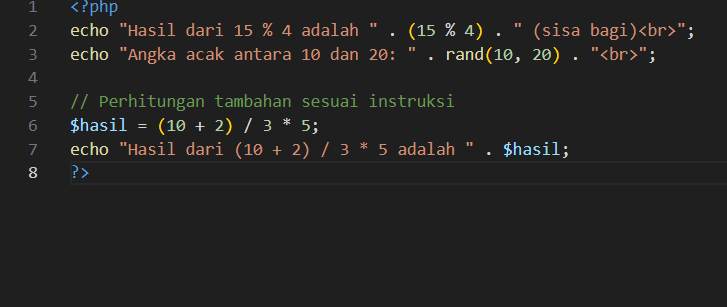 1 <?php
2 echo "Hasil dari 15 % 4 adalah " . (15 % 4) . " (sisa bagi)<br>";
3 echo "Angka acak antara 10 dan 20: " . rand(10, 20) . "<br>";
4
5 // Perhitungan tambahan sesuai instruksi
6 $hasil = (10 + 2) / 3 * 5;
7 echo "Hasil dari (10 + 2) / 3 * 5 adalah " . $hasil;
8 ?>